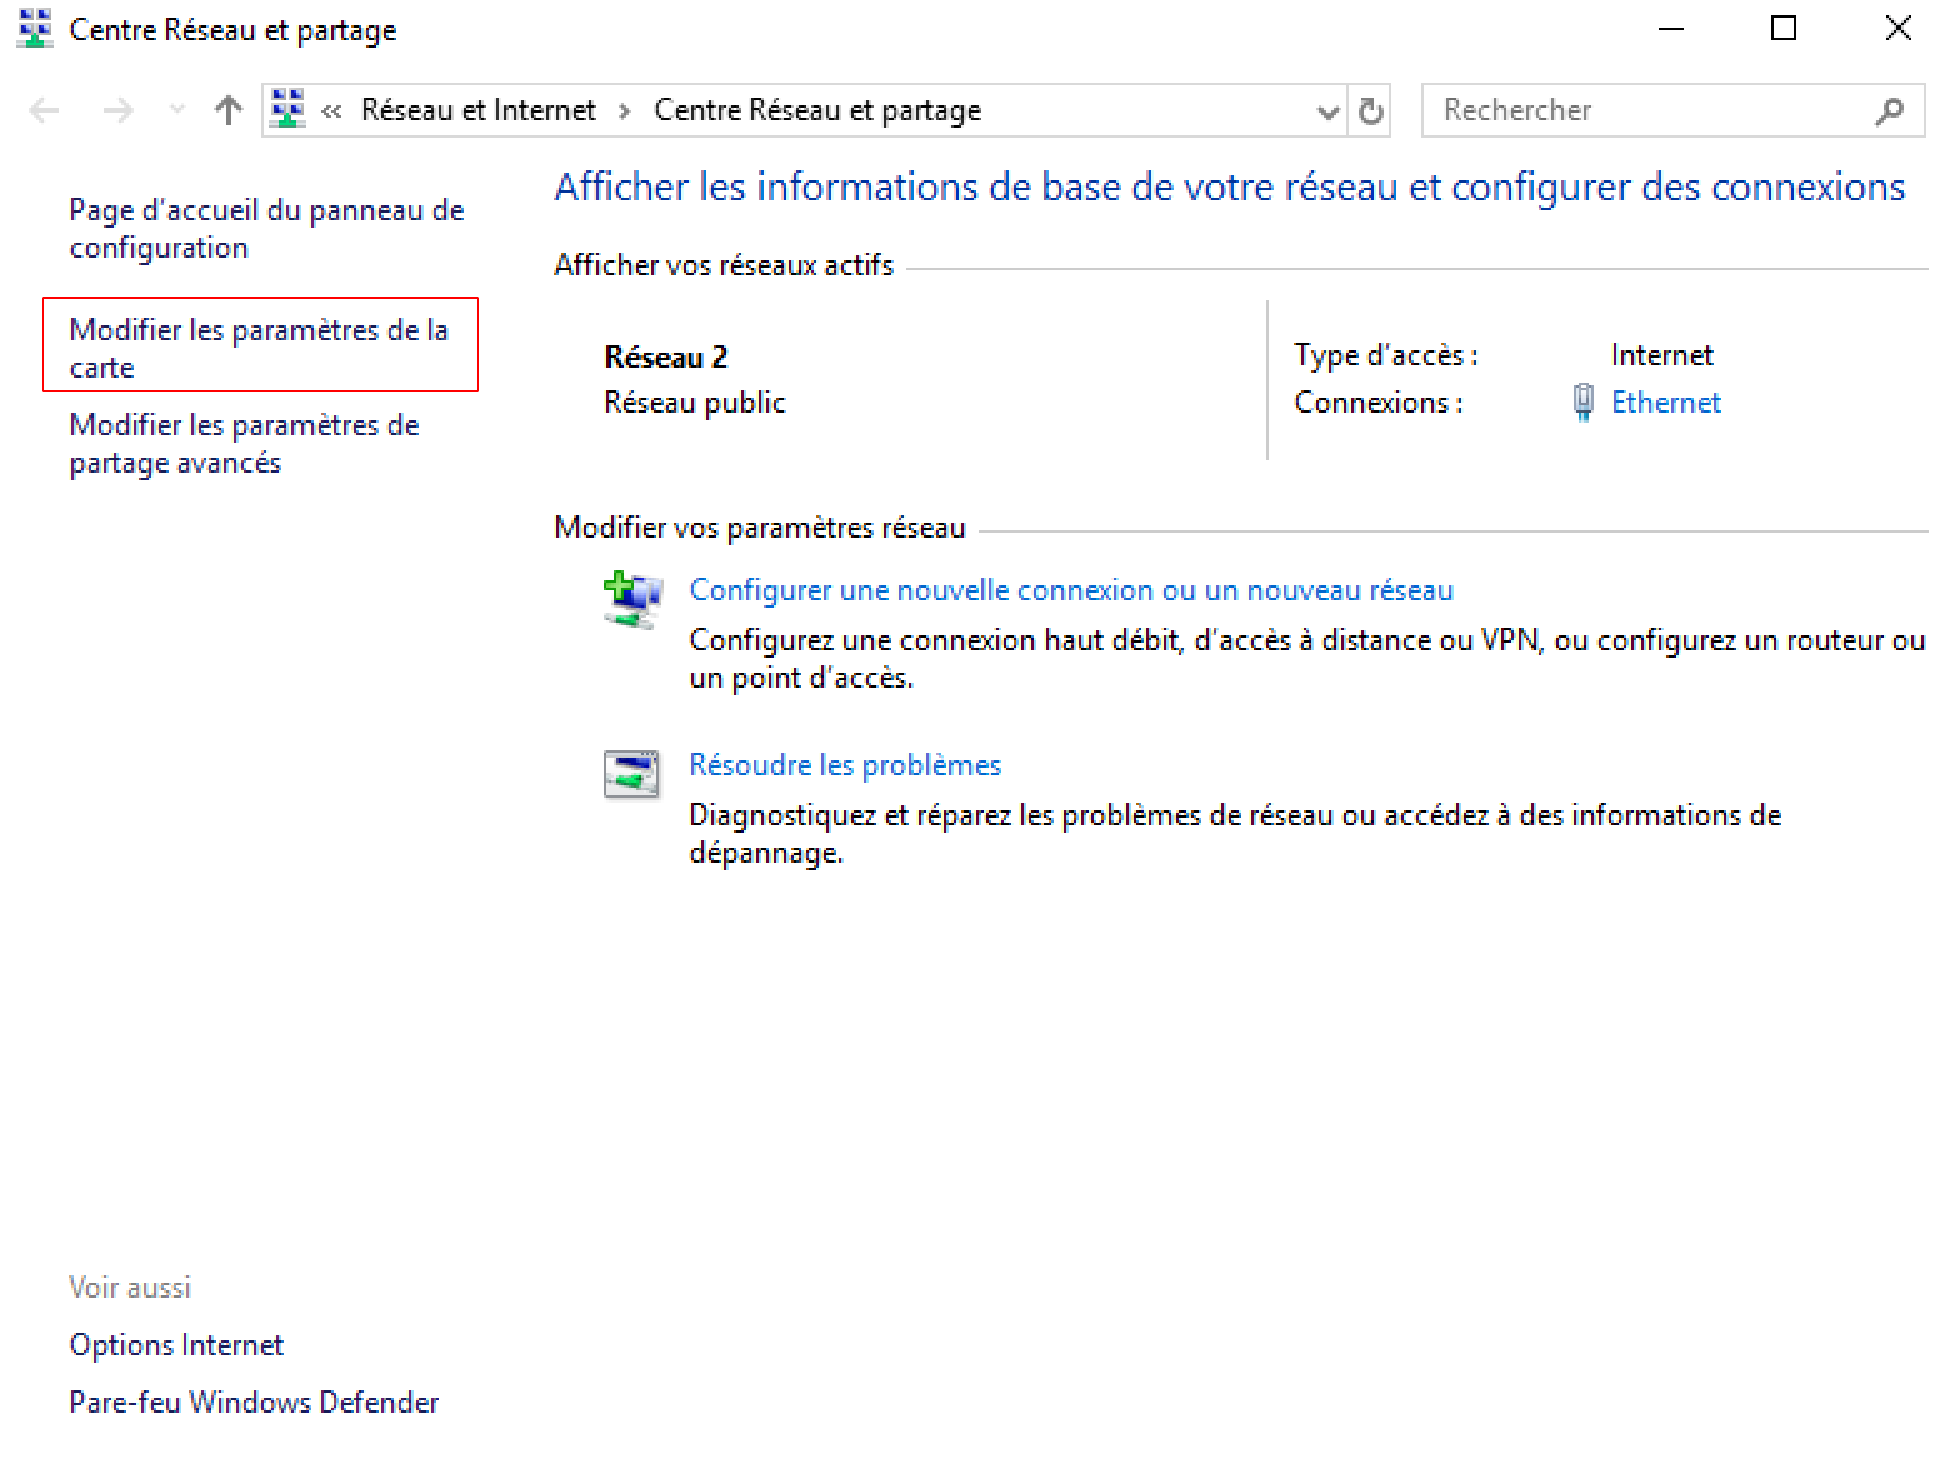 Centre Réseau et partage
« Réseau et Internet > Centre Réseau et partage
Rechercher
Page d'accueil du panneau de
configuration
Modifier les paramètres de la
carte
Modifier les paramètres de
partage avancés
Afficher les informations de base de votre réseau et configurer des connexions
Afficher vos réseaux actifs
Réseau 2
Réseau public
Type d'accès : Internet
Connexions : Ethernet
Modifier vos paramètres réseau
Configurer une nouvelle connexion ou un nouveau réseau
Configurez une connexion haut débit, d'accès à distance ou VPN, ou configurez un routeur ou
un point d'accès.
Résoudre les problèmes
Diagnostiquez et réparez les problèmes de réseau ou accédez à des informations de
dépannage.
Voir aussi
Options Internet
Pare-feu Windows Defender